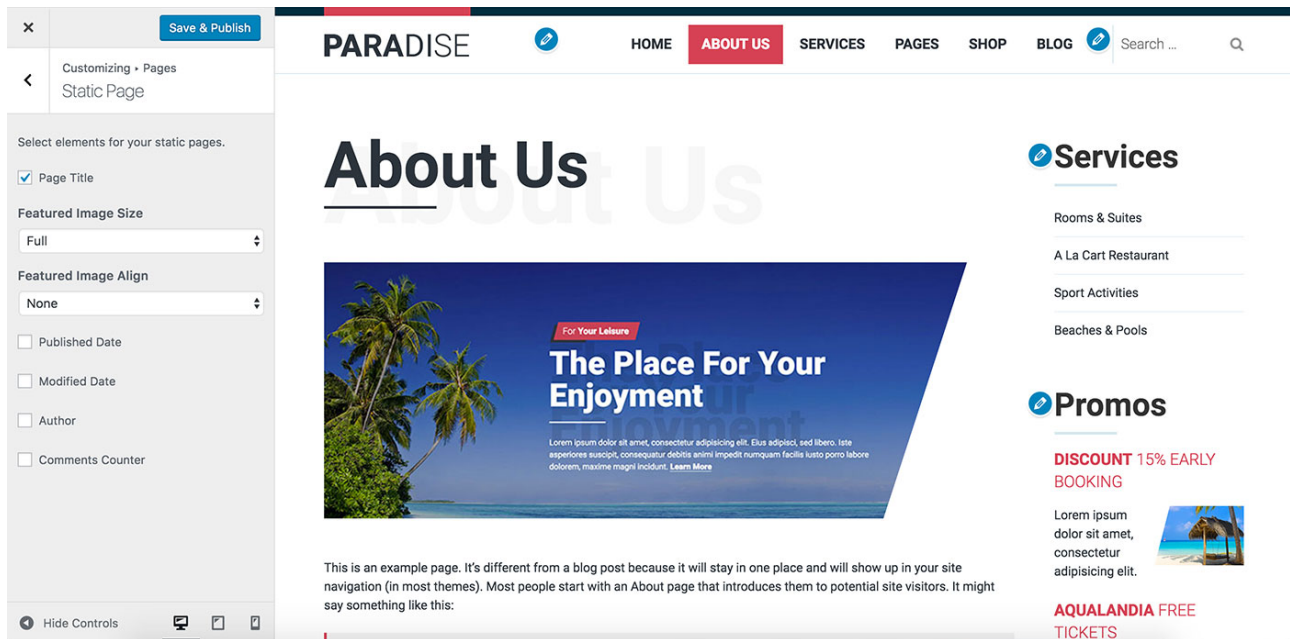 Save & Publish
Customizing ▸ Pages
Static Page
Select elements for your static pages.
Page Title
Featured Image Size
Full
Featured Image Align
None
Published Date
Modified Date
Author
Comments Counter
Hide Controls
PARADISE
HOME
ABOUT US
SERVICES
PAGES
SHOP
BLOG
Search ...
About Us
About Us
For Your Leisure
The Place For Your
Enjoyment
Lorem ipsum dolor sit amet, consectetur adipisicing elit. Eius adipisci, sed libero. Iste
asperiores suscipit, consequatur debitis animi impedit numquam facilis iusto porro labore
dolorem, maxime magni incidunt. Learn More
This is an example page. It's different from a blog post because it will stay in one place and will show up in your site
navigation (in most themes). Most people start with an About page that introduces them to potential site visitors. It might
say something like this:
Services
Rooms & Suites
A La Cart Restaurant
Sport Activities
Beaches & Pools
Promos
DISCOUNT 15% EARLY
BOOKING
Lorem ipsum
dolor sit amet,
consectetur
adipisicing elit.
AQUALANDIA FREE
TICKETS